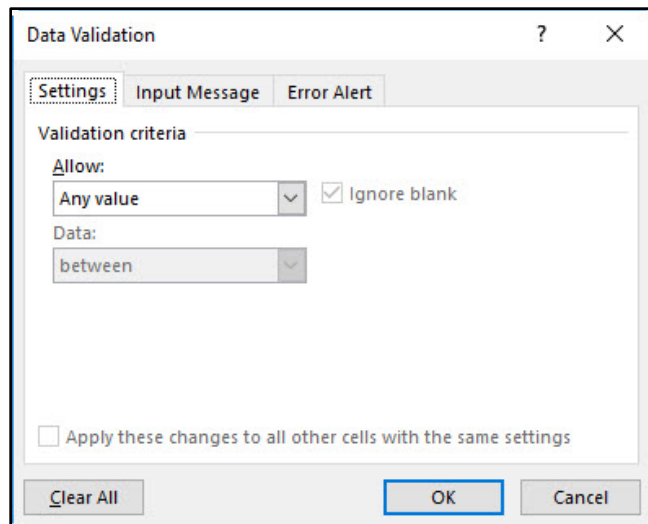 Data Validation ?
Settings Input Message Error Alert
Validation criteria
Allow:
Any value Ignore blank
Data:
between
Apply these changes to all other cells with the same settings
Clear All OK Cancel